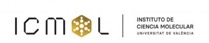 ICMOL
INSTITUTO DE
CIENCIA MOLECULAR
UNIVERSITAT DE VALÈNCIA